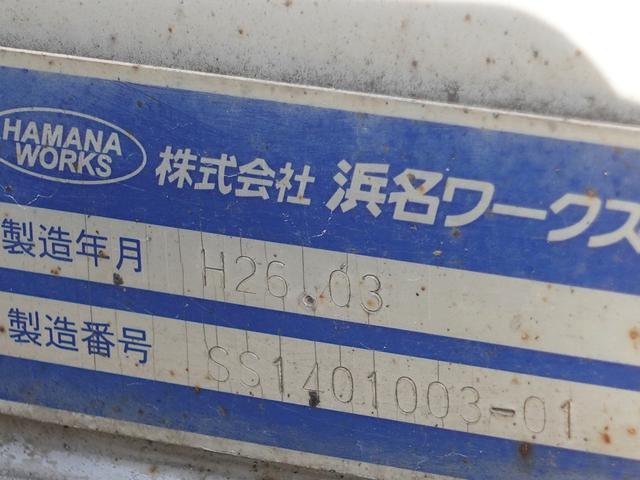 HAMANA
WORKS
株式会社 浜名ワークス
製造年月 H26.03
製造番号 SS1401003-01